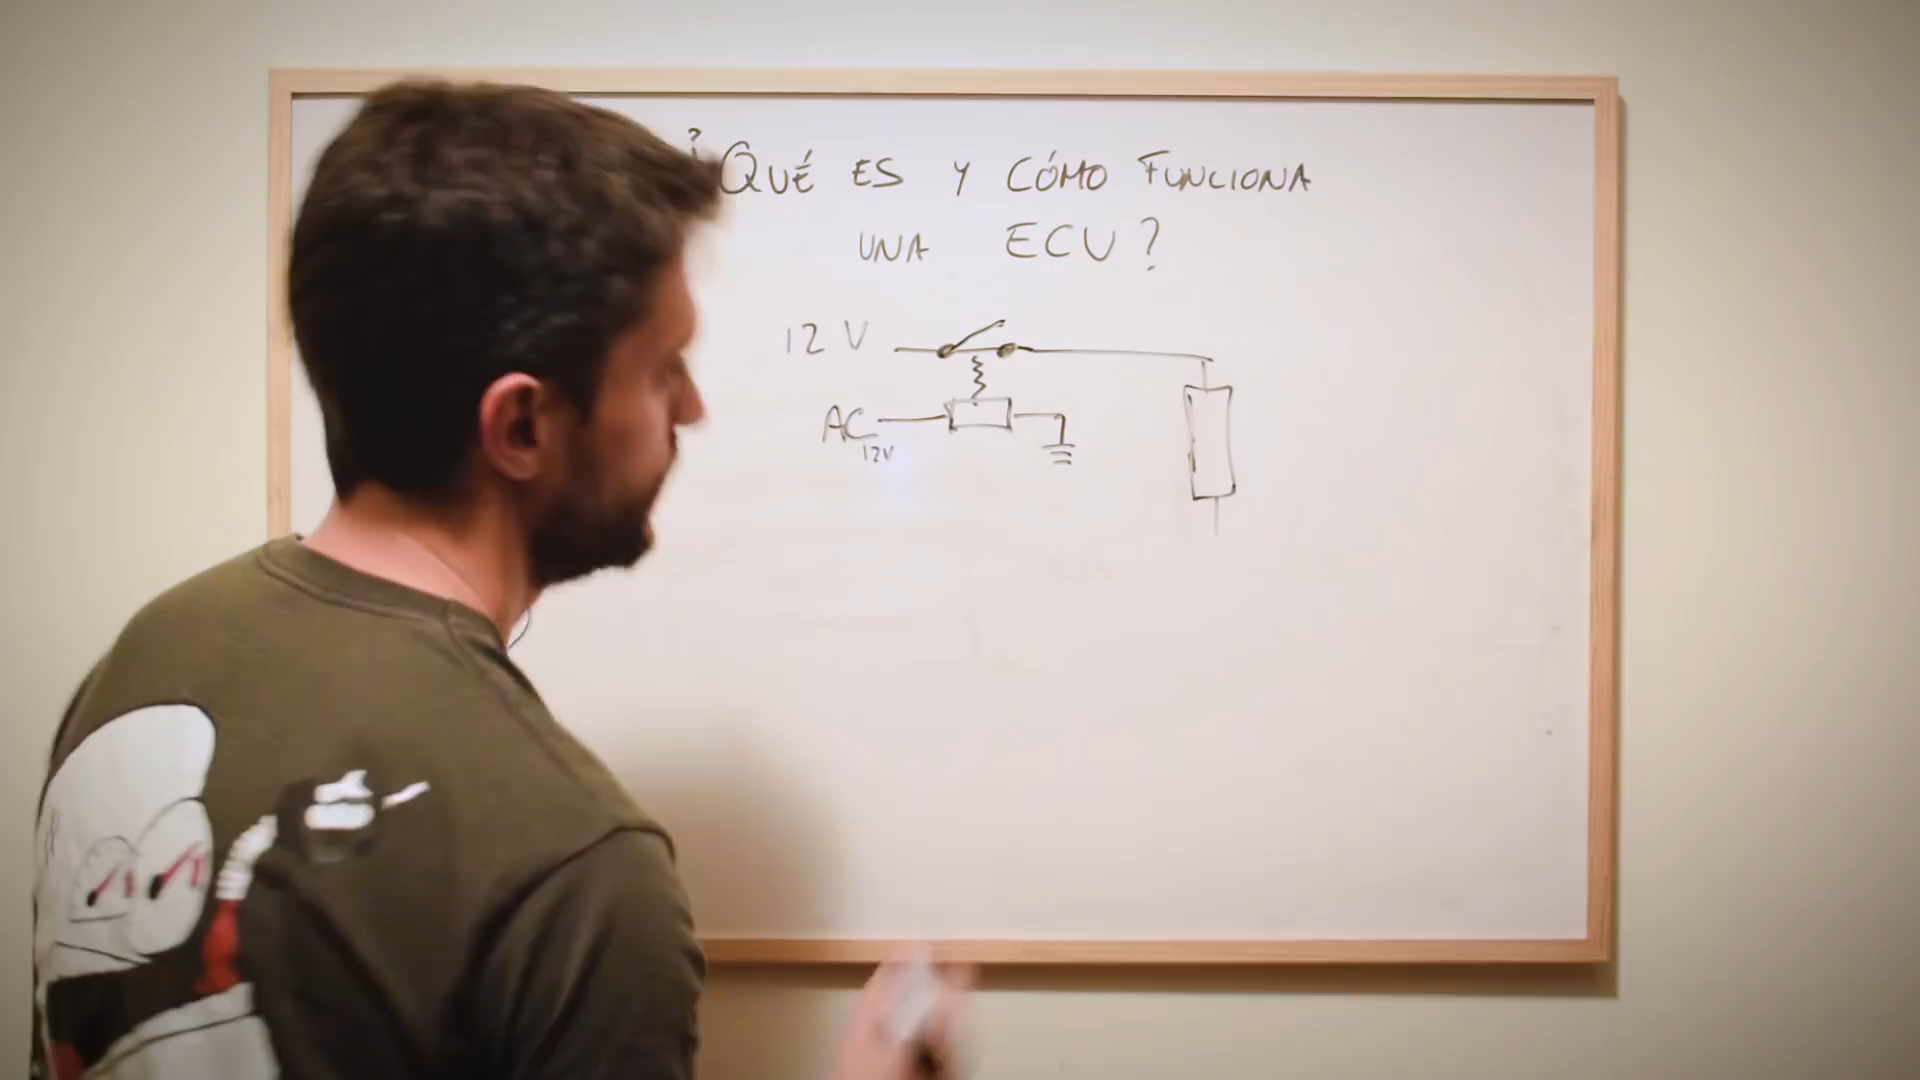 ¿Qué es y cómo funciona
una ECU?
12 V
AC
12V